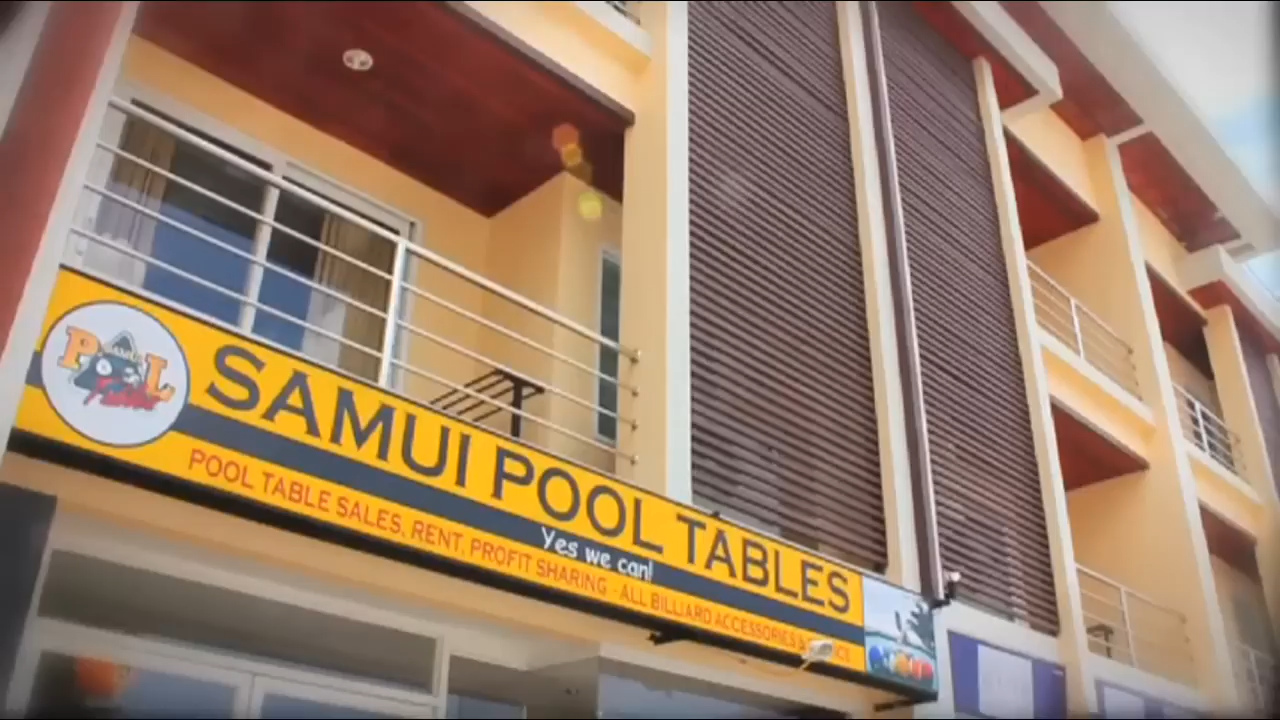 POOL
SAMUI POOL TABLES
Yes we can!
POOL TABLE SALES, RENT, PROFIT SHARING - ALL BILLIARD ACCESSORIES &